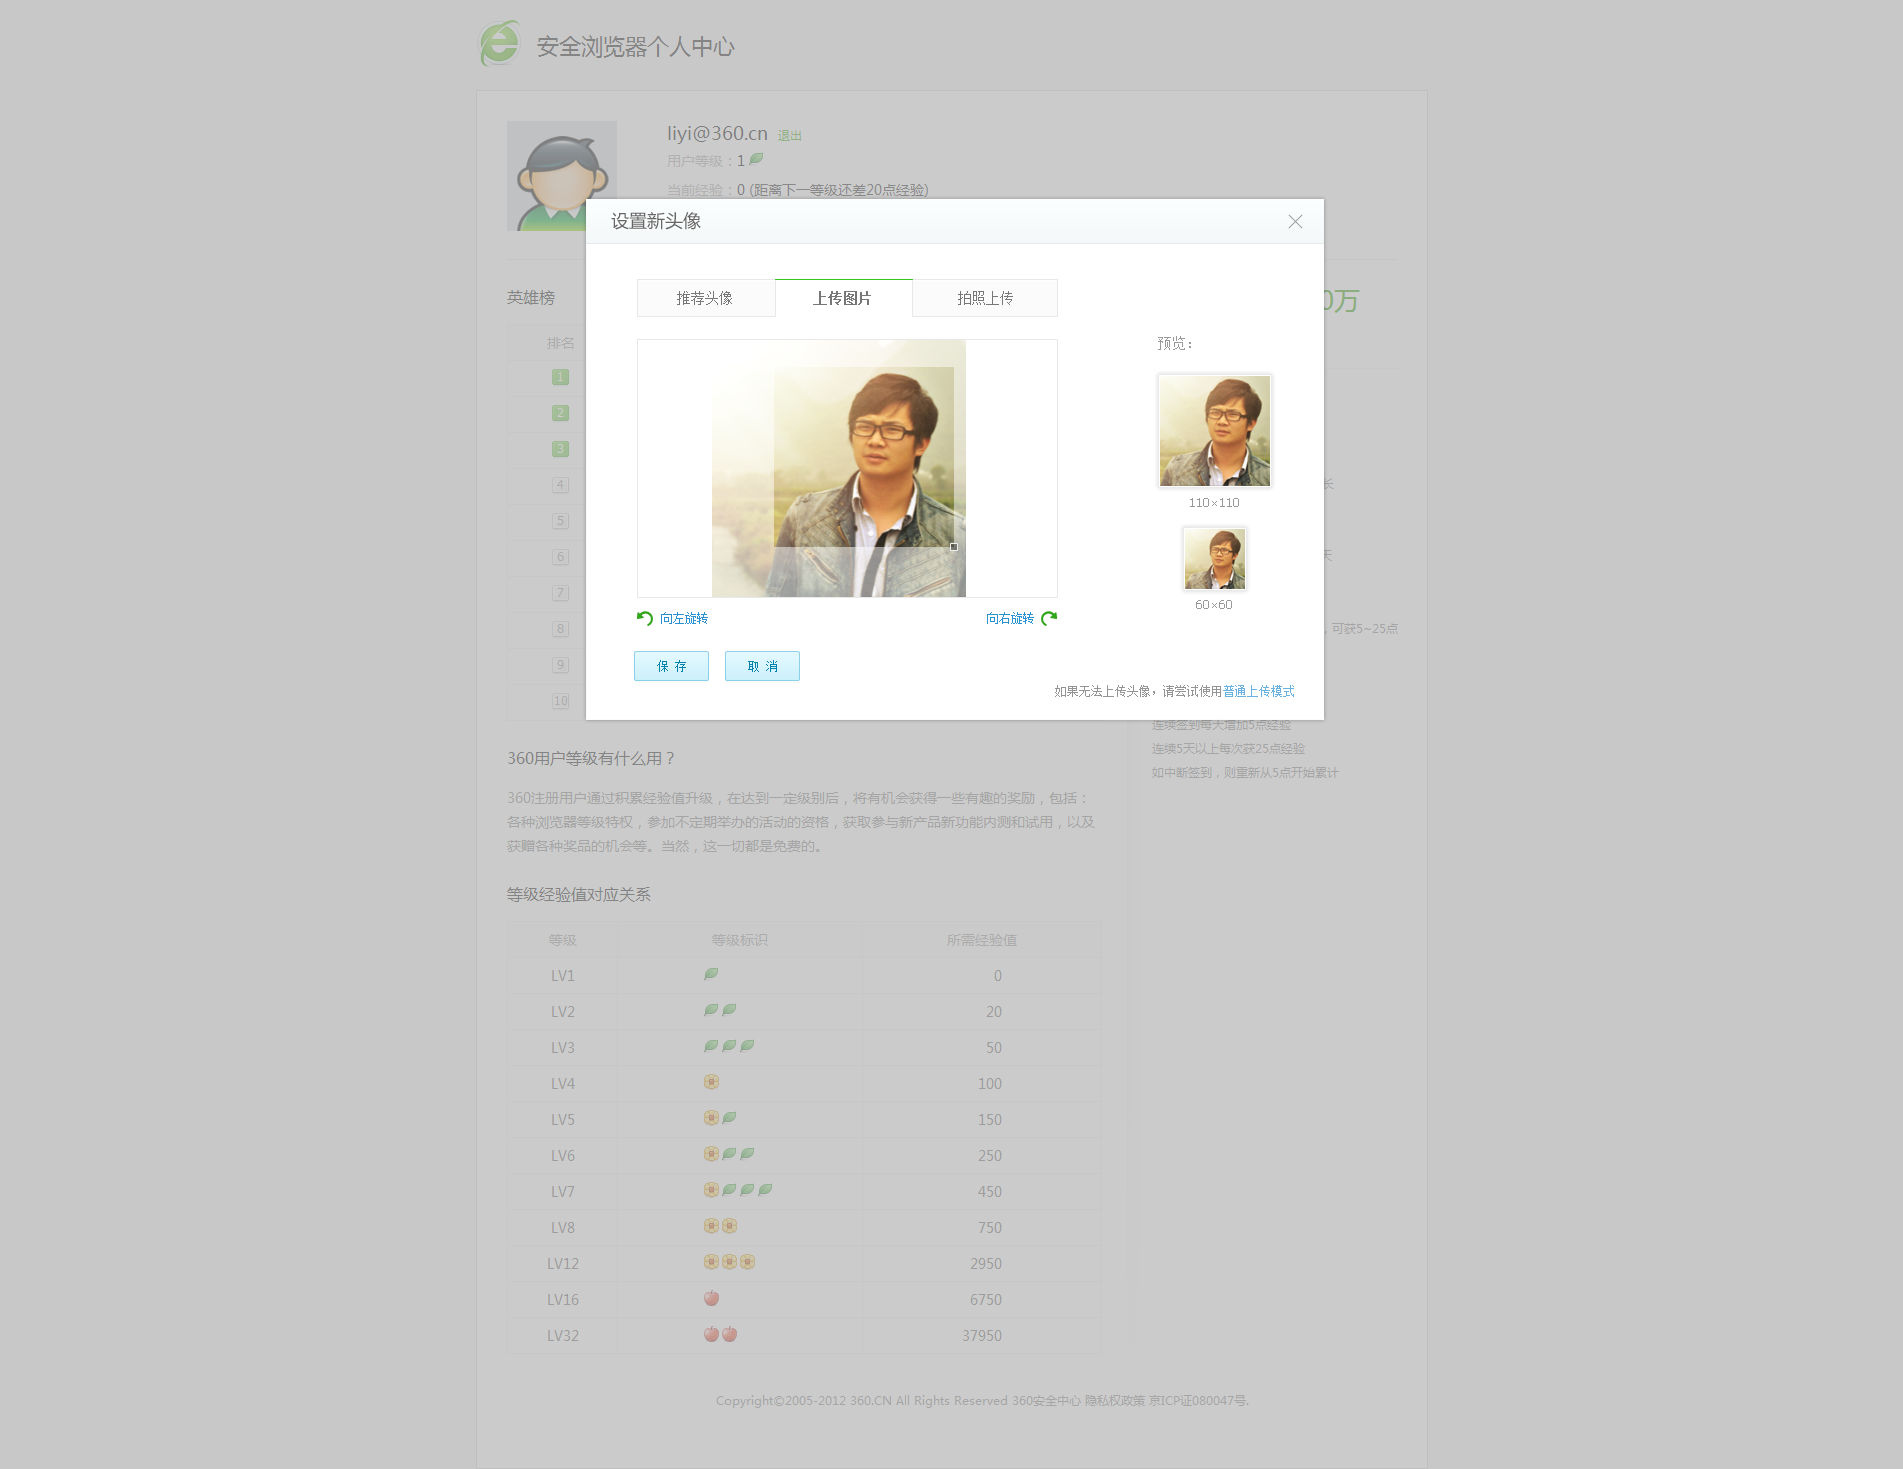 安全浏览器个人中心
liyi@360.cn 退出
用户等级：1
当前经验：0 (距离下一等级还差20点经验)
设置新头像
推荐头像 上传图片 拍照上传
预览：
110×110
60×60
向左旋转 向右旋转
保 存 取 消
如果无法上传头像，请尝试使用普通上传模式
英雄榜
排名
1
2
3
4
5
6
7
8
9
10
0万
长
天
，可获5~25点
连续签到每天增加5点经验
连续5天以上每次获25点经验
如中断签到，则重新从5点开始累计
360用户等级有什么用？
360注册用户通过积累经验值升级，在达到一定级别后，将有机会获得一些有趣的奖励，包括：
各种浏览器等级特权，参加不定期举办的活动的资格，获取参与新产品新功能内测和试用，以及
获赠各种奖品的机会等。当然，这一切都是免费的。
等级经验值对应关系
等级 等级标识 所需经验值
LV1 0
LV2 20
LV3 50
LV4 100
LV5 150
LV6 250
LV7 450
LV8 750
LV12 2950
LV16 6750
LV32 37950
Copyright©2005-2012 360.CN All Rights Reserved 360安全中心 隐私权政策 京ICP证080047号.